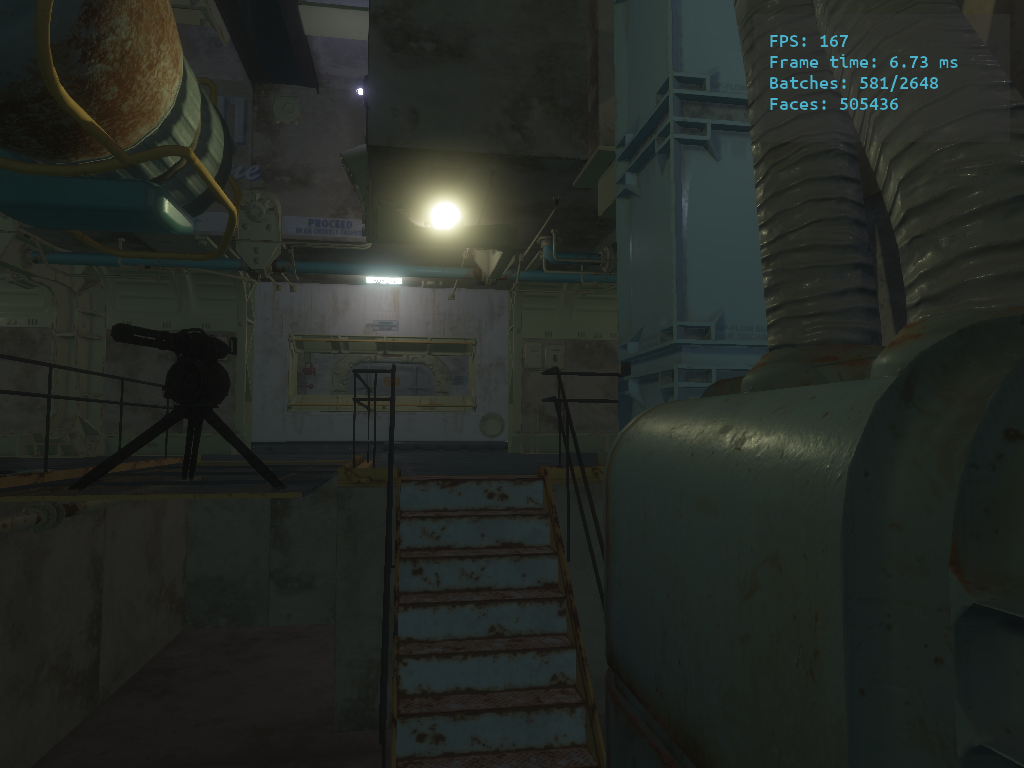 FPS: 167
Frame time: 6.73 ms
Batches: 581/2648
Faces: 505436
PROCEED